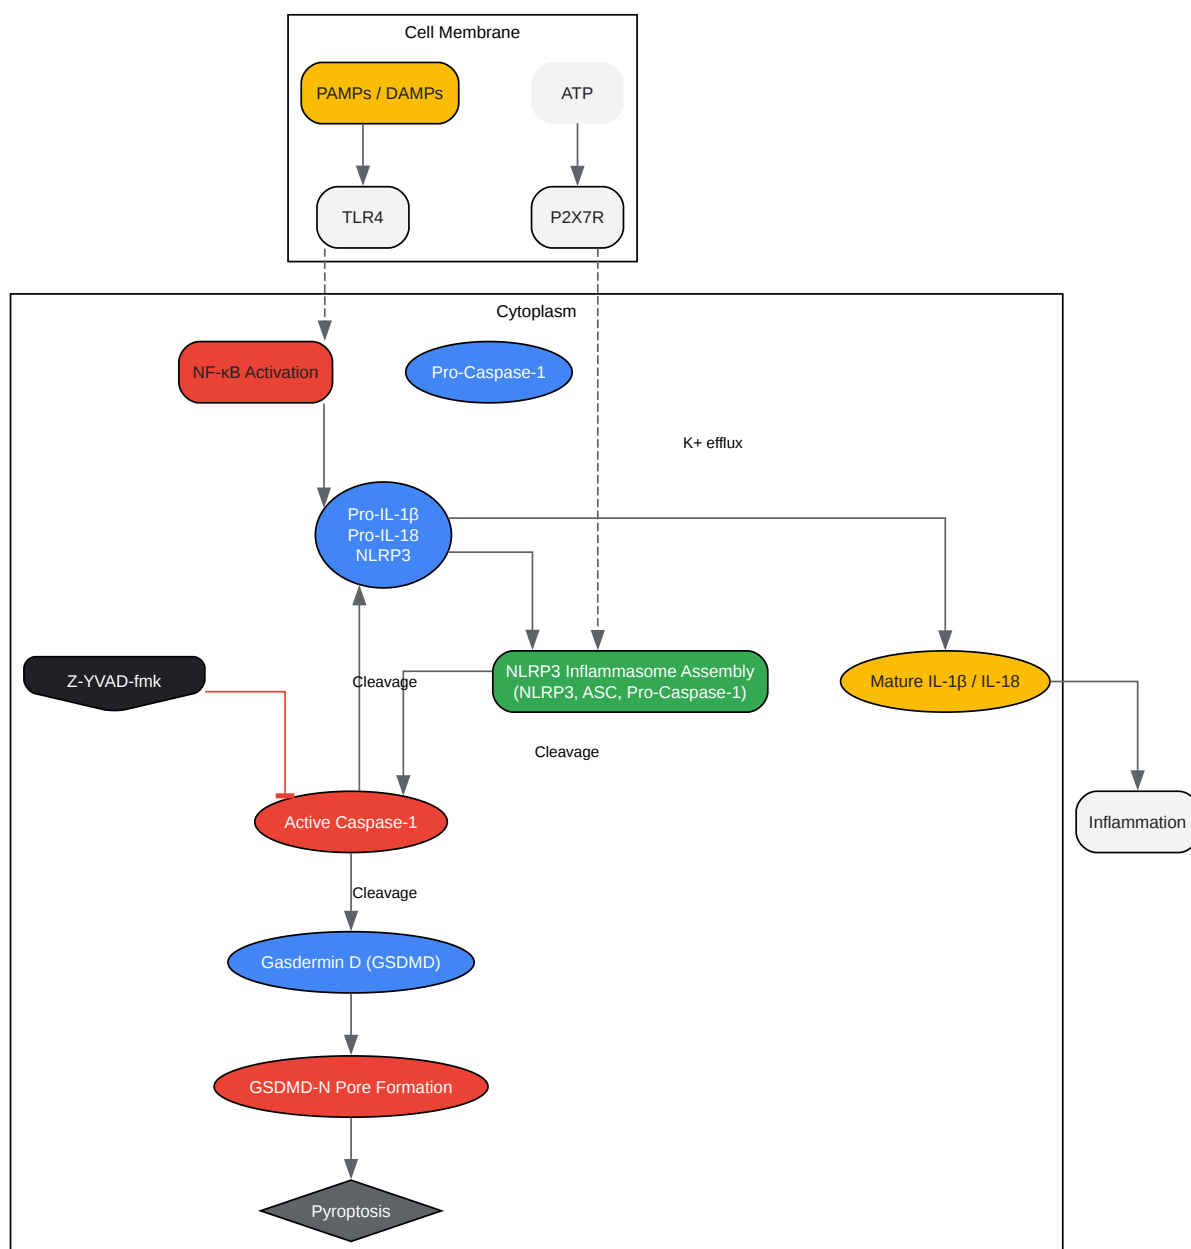 Cell Membrane
PAMPs / DAMPs
ATP
TLR4
P2X7R
Cytoplasm
NF-κB Activation
Pro-Caspase-1
K+ efflux
Pro-IL-1β
Pro-IL-18
NLRP3
Z-YVAD-fmk
Cleavage
NLRP3 Inflammasome Assembly
(NLRP3, ASC, Pro-Caspase-1)
Mature IL-1β / IL-18
Cleavage
Active Caspase-1
Inflammation
Cleavage
Gasdermin D (GSDMD)
GSDMD-N Pore Formation
Pyroptosis